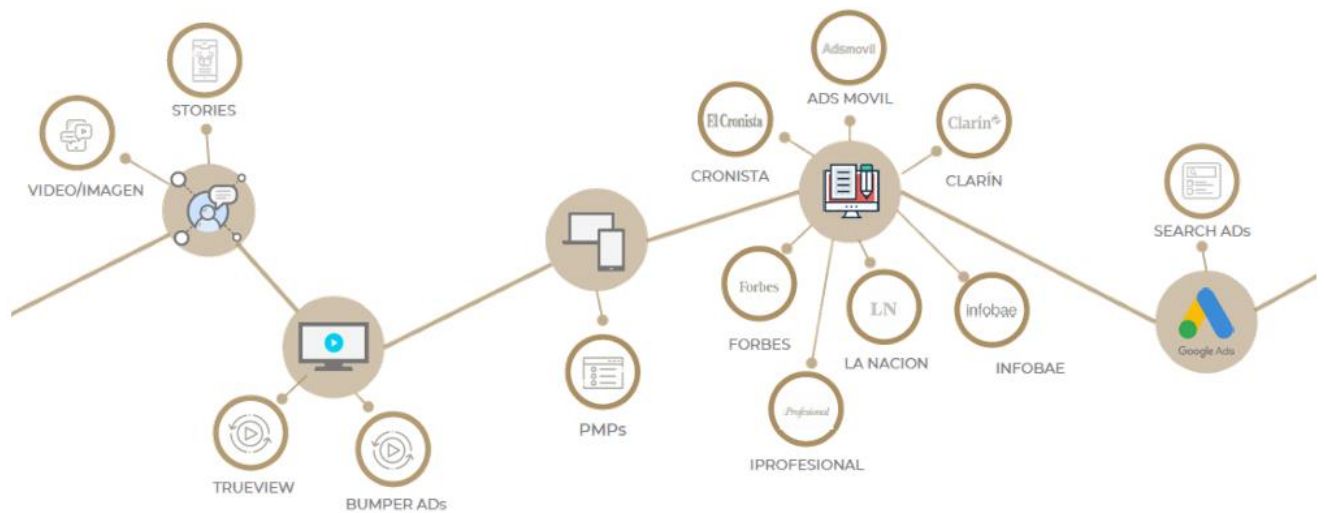 STORIES
VIDEO/IMAGEN
TRUEVIEW
BUMPER ADs
PMPs
Adsmovil
ADS MOVIL
El Cronista
CRONISTA
Clarín
CLARÍN
Forbes
FORBES
LN
LA NACION
infobae
INFOBAE
Profesional
IPROFESIONAL
SEARCH ADs
Google Ads